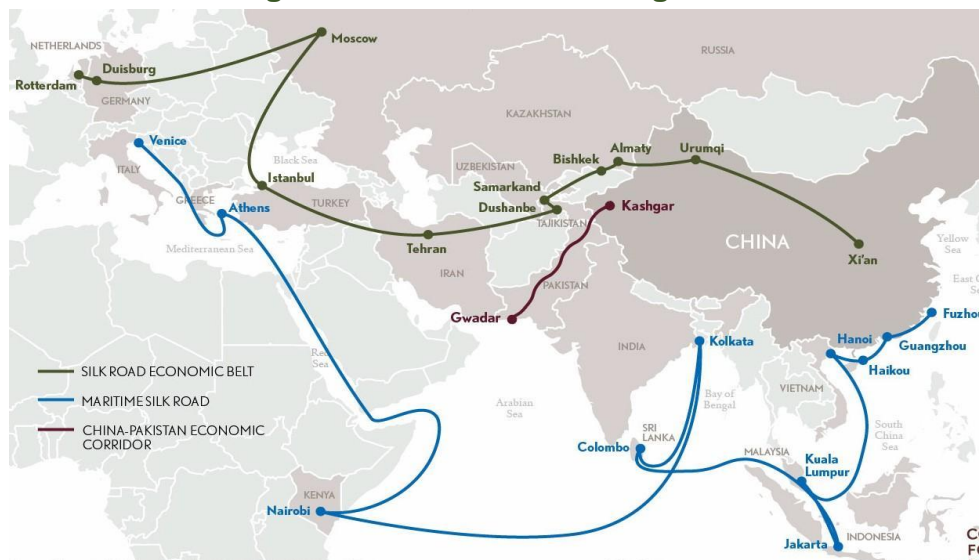 NETHERLANDS
Rotterdam
Duisburg
GERMANY
Moscow
RUSSIA
KAZAKHSTAN
Venice
ITALY
Black Sea
UZBEKISTAN
Bishkek
Almaty
Urumqi
Istanbul
Samarkand
Dushanbe
TAJIKISTAN
Kashgar
GREECE
Athens
TURKEY
Mediterranean Sea
Tehran
IRAN
CHINA
Xi'an
Yellow
Sea
PAKISTAN
Gwadar
INDIA
Kolkata
Hanoi
Guangzhou
Haikou
VIETNAM
Red
Sea
SILK ROAD ECONOMIC BELT
MARITIME SILK ROAD
CHINA-PAKISTAN ECONOMIC
CORRIDOR
Arabian
Sea
Bay of
Bengal
Colombo
SRI
LANKA
MALAYSIA
Kuala
Lumpur
South
China
Sea
KENYA
Nairobi
Jakarta
INDONESIA